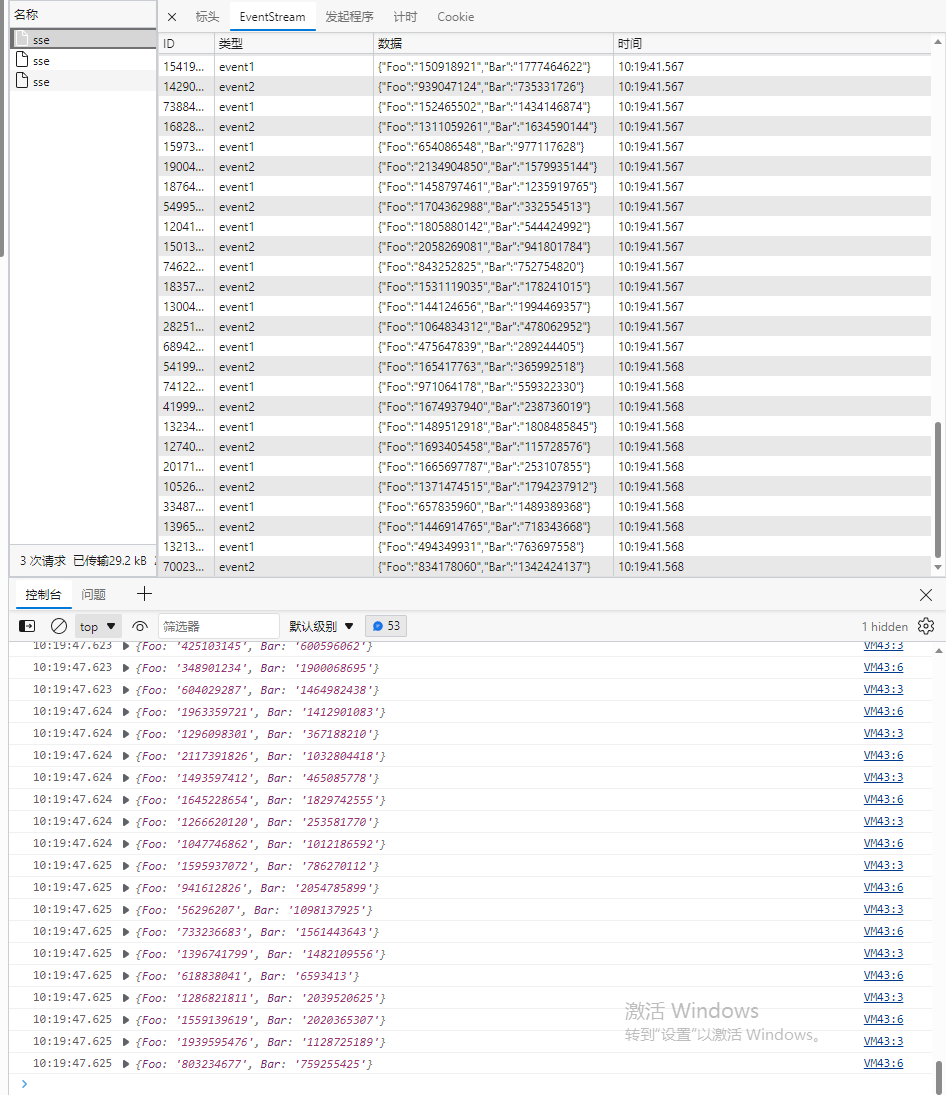 名称
sse
sse
sse
3 次请求 已传输29.2 kB
标头 EventStream 发起程序 计时 Cookie
ID 类型 数据 时间
15419... event1 {"Foo":"150918921","Bar":"1777464622"} 10:19:41.567
14290... event2 {"Foo":"939047124","Bar":"735331726"} 10:19:41.567
73884... event1 {"Foo":"152465502","Bar":"1434146874"} 10:19:41.567
16828... event2 {"Foo":"1311059261","Bar":"1634590144"} 10:19:41.567
15973... event1 {"Foo":"654086548","Bar":"977117628"} 10:19:41.567
19004... event2 {"Foo":"2134904850","Bar":"1579935144"} 10:19:41.567
18764... event1 {"Foo":"1458797461","Bar":"1235919765"} 10:19:41.567
54995... event2 {"Foo":"1704362988","Bar":"332554513"} 10:19:41.567
12041... event1 {"Foo":"1805880142","Bar":"544424992"} 10:19:41.567
15013... event2 {"Foo":"2058269081","Bar":"941801784"} 10:19:41.567
74622... event1 {"Foo":"843252825","Bar":"752754820"} 10:19:41.567
18357... event2 {"Foo":"1531119035","Bar":"178241015"} 10:19:41.567
13004... event1 {"Foo":"144124656","Bar":"1994469357"} 10:19:41.567
28251... event2 {"Foo":"1064834312","Bar":"478062952"} 10:19:41.567
68942... event1 {"Foo":"475647839","Bar":"289244405"} 10:19:41.567
54199... event2 {"Foo":"165417763","Bar":"365992518"} 10:19:41.568
74122... event1 {"Foo":"971064178","Bar":"559322330"} 10:19:41.568
41999... event2 {"Foo":"1674937940","Bar":"238736019"} 10:19:41.568
13234... event1 {"Foo":"1489512918","Bar":"1808485845"} 10:19:41.568
12740... event2 {"Foo":"1693405458","Bar":"115728576"} 10:19:41.568
20171... event1 {"Foo":"1665697787","Bar":"253107855"} 10:19:41.568
10526... event2 {"Foo":"1371474515","Bar":"1794237912"} 10:19:41.568
33487... event1 {"Foo":"657835960","Bar":"1489389368"} 10:19:41.568
13965... event2 {"Foo":"1446914765","Bar":"718343668"} 10:19:41.568
13213... event1 {"Foo":"494349931","Bar":"763697558"} 10:19:41.568
70023... event2 {"Foo":"834178060","Bar":"1342424137"} 10:19:41.568
控制台 问题
top 筛选器 默认级别 53 1 hidden
10:19:47.623 {Foo: '425103145', Bar: '600596062'} VM43:3
10:19:47.623 {Foo: '348901234', Bar: '1900068695'} VM43:6
10:19:47.623 {Foo: '604029287', Bar: '1464982438'} VM43:3
10:19:47.624 {Foo: '1963359721', Bar: '1412901083'} VM43:6
10:19:47.624 {Foo: '1296098301', Bar: '367188210'} VM43:3
10:19:47.624 {Foo: '2117391826', Bar: '1032804418'} VM43:6
10:19:47.624 {Foo: '1493597412', Bar: '465085778'} VM43:3
10:19:47.624 {Foo: '1645228654', Bar: '1829742555'} VM43:6
10:19:47.624 {Foo: '1266620120', Bar: '253581770'} VM43:3
10:19:47.624 {Foo: '1047746862', Bar: '1012186592'} VM43:6
10:19:47.625 {Foo: '1595937072', Bar: '786270112'} VM43:3
10:19:47.625 {Foo: '941612826', Bar: '2054785899'} VM43:6
10:19:47.625 {Foo: '56296207', Bar: '1098137925'} VM43:3
10:19:47.625 {Foo: '733236683', Bar: '1561443643'} VM43:6
10:19:47.625 {Foo: '1396741799', Bar: '1482109556'} VM43:3
10:19:47.625 {Foo: '618838041', Bar: '6593413'} VM43:6
10:19:47.625 {Foo: '1286821811', Bar: '2039520625'} VM43:3
10:19:47.625 {Foo: '1559139619', Bar: '2020365307'} VM43:6
10:19:47.625 {Foo: '1939595476', Bar: '1128725189'} VM43:3
10:19:47.625 {Foo: '803234677', Bar: '759255425'} VM43:6
激活 Windows
转到“设置”以激活 Windows。